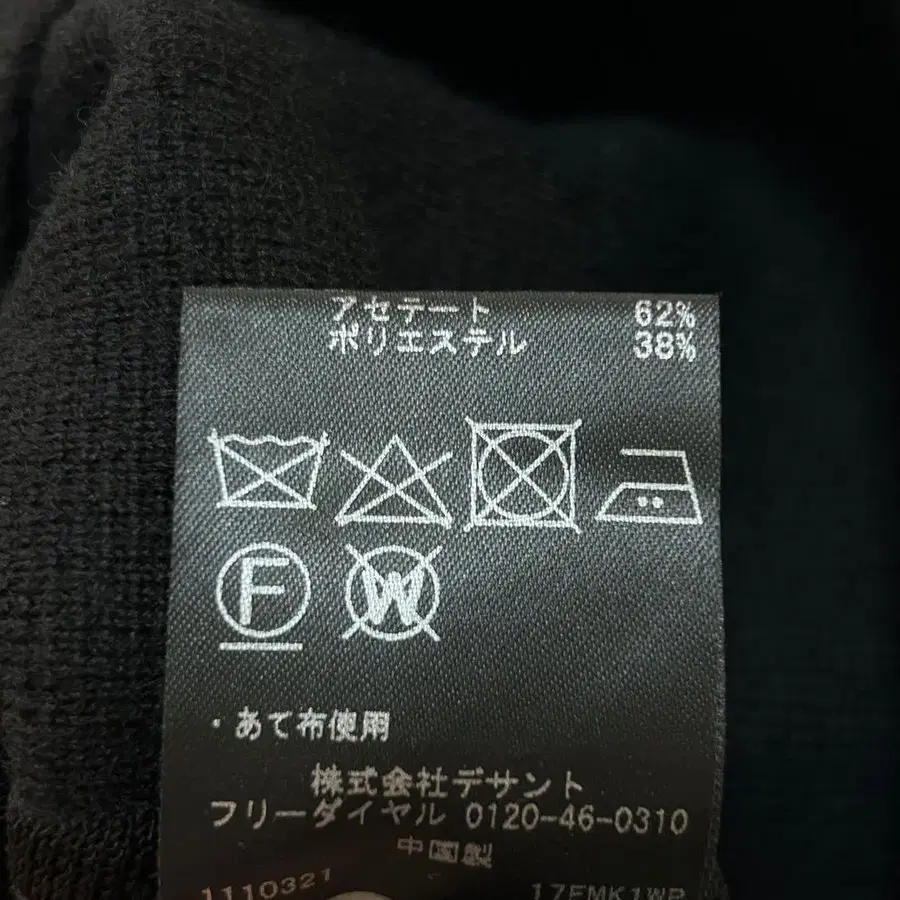 アセテート 62%
ポリエステル 38%
F W
・あて布使用
株式会社デサント
フリーダイヤル 0120-46-0310
中国製
1110321